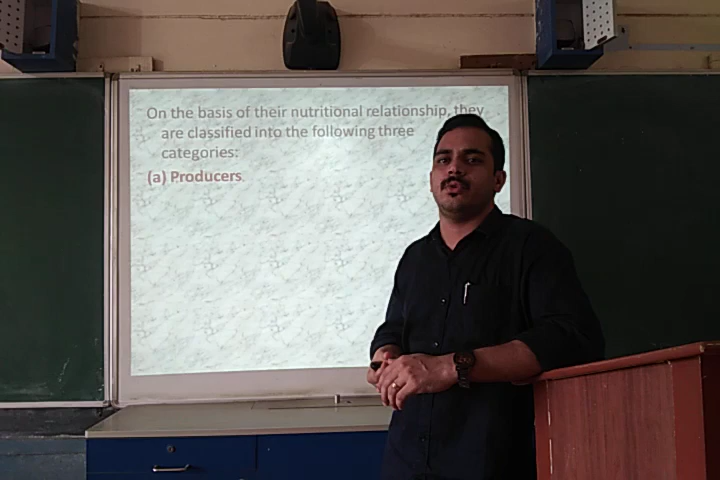 On the basis of their nutritional relationship, they
are classified into the following three
categories:
(a) Producers